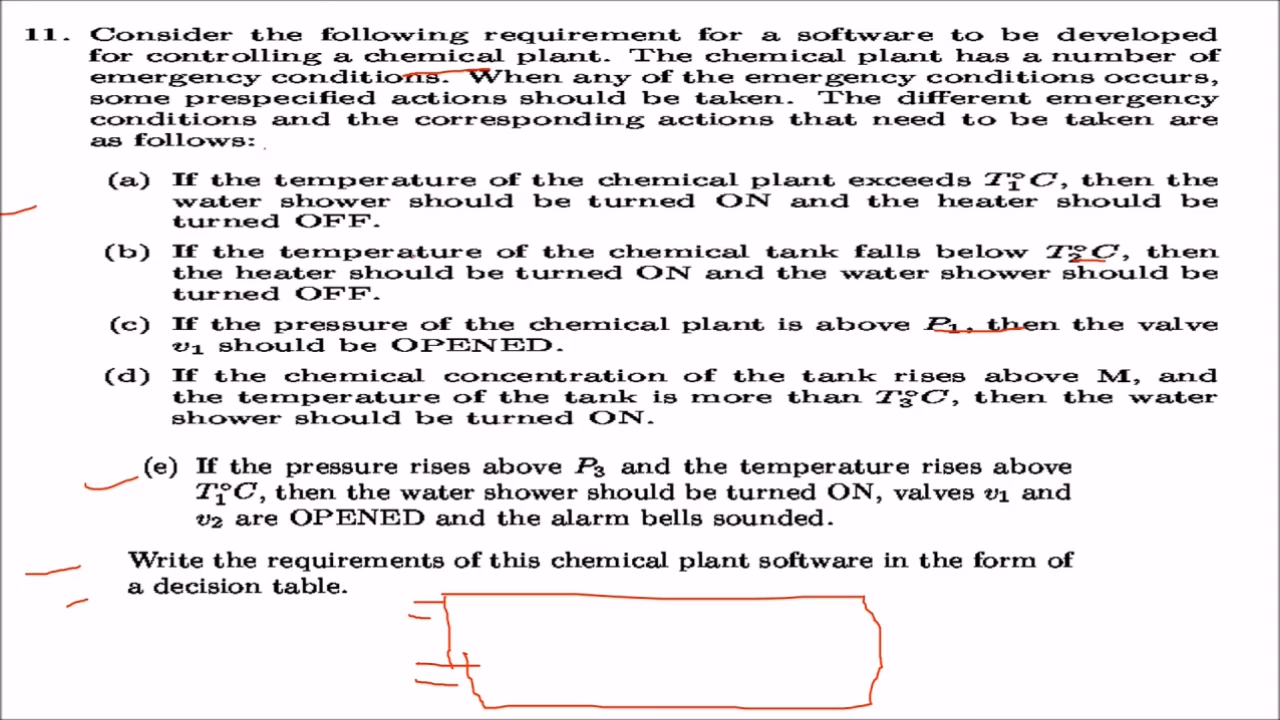 11. Consider the following requirement for a software to be developed
for controlling a chemical plant. The chemical plant has a number of
emergency conditions. When any of the emergency conditions occurs,
some prespecified actions should be taken. The different emergency
conditions and the corresponding actions that need to be taken are
as follows:
(a) If the temperature of the chemical plant exceeds T₁°C, then the
water shower should be turned ON and the heater should be
turned OFF.
(b) If the temperature of the chemical tank falls below T₂°C, then
the heater should be turned ON and the water shower should be
turned OFF.
(c) If the pressure of the chemical plant is above P₁, then the valve
v₁ should be OPENED.
(d) If the chemical concentration of the tank rises above M, and
the temperature of the tank is more than T₃°C, then the water
shower should be turned ON.
(e) If the pressure rises above P₃ and the temperature rises above
T₁°C, then the water shower should be turned ON, valves v₁ and
v₂ are OPENED and the alarm bells sounded.
Write the requirements of this chemical plant software in the form of
a decision table.